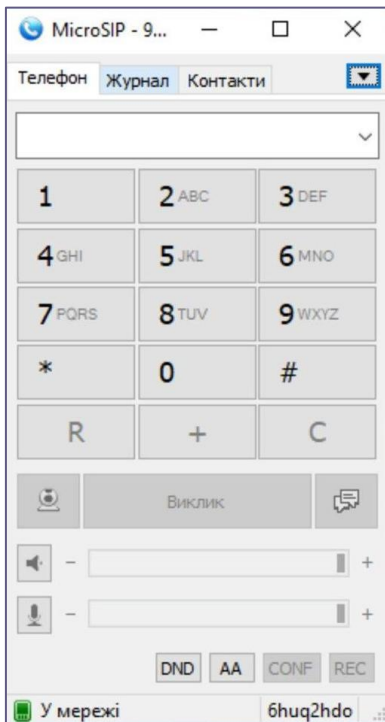 MicroSIP - 9...
Телефон Журнал Контакти
1 2 ABC 3 DEF
4 GHI 5 JKL 6 MNO
7 PQRS 8 TUV 9 WXYZ
* 0 #
R + C
Виклик
- +
- +
DND AA CONF REC
У мережі 6huq2hdo